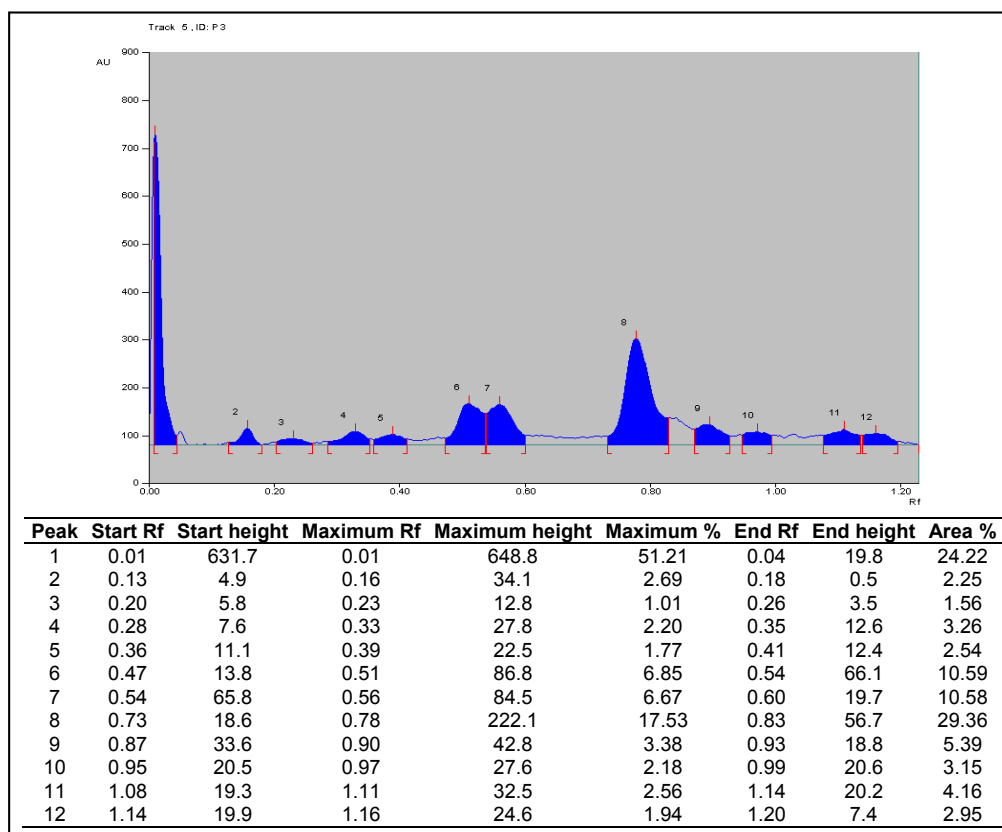 Track 5 , ID: P3
AU
900
800
700
600
500
400
300
200
100
0
1
2
3
4
5
6
7
8
9
10
11
12
0.00 0.20 0.40 0.60 0.80 1.00 1.20
Rf
Peak Start Rf Start height Maximum Rf Maximum height Maximum % End Rf End height Area %
1 0.01 631.7 0.01 648.8 51.21 0.04 19.8 24.22
2 0.13 4.9 0.16 34.1 2.69 0.18 0.5 2.25
3 0.20 5.8 0.23 12.8 1.01 0.26 3.5 1.56
4 0.28 7.6 0.33 27.8 2.20 0.35 12.6 3.26
5 0.36 11.1 0.39 22.5 1.77 0.41 12.4 2.54
6 0.47 13.8 0.51 86.8 6.85 0.54 66.1 10.59
7 0.54 65.8 0.56 84.5 6.67 0.60 19.7 10.58
8 0.73 18.6 0.78 222.1 17.53 0.83 56.7 29.36
9 0.87 33.6 0.90 42.8 3.38 0.93 18.8 5.39
10 0.95 20.5 0.97 27.6 2.18 0.99 20.6 3.15
11 1.08 19.3 1.11 32.5 2.56 1.14 20.2 4.16
12 1.14 19.9 1.16 24.6 1.94 1.20 7.4 2.95